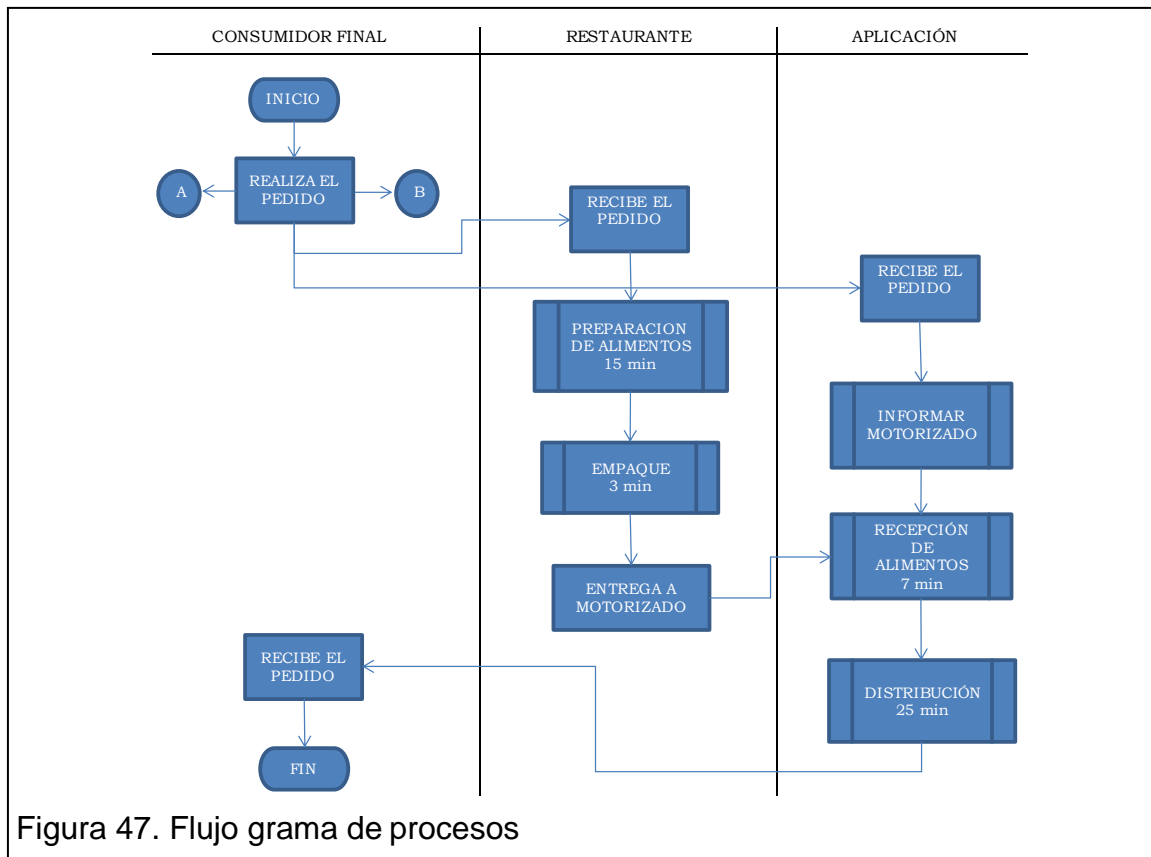 CONSUMIDOR FINAL
RESTAURANTE
APLICACIÓN
INICIO
A
REALIZA EL
PEDIDO
B
RECIBE EL
PEDIDO
RECIBE EL
PEDIDO
PREPARACION
DE ALIMENTOS
15 min
INFORMAR
MOTORIZADO
EMPAQUE
3 min
RECEPCIÓN
DE
ALIMENTOS
7 min
ENTREGA A
MOTORIZADO
RECIBE EL
PEDIDO
DISTRIBUCIÓN
25 min
FIN
Figura 47. Flujo grama de procesos